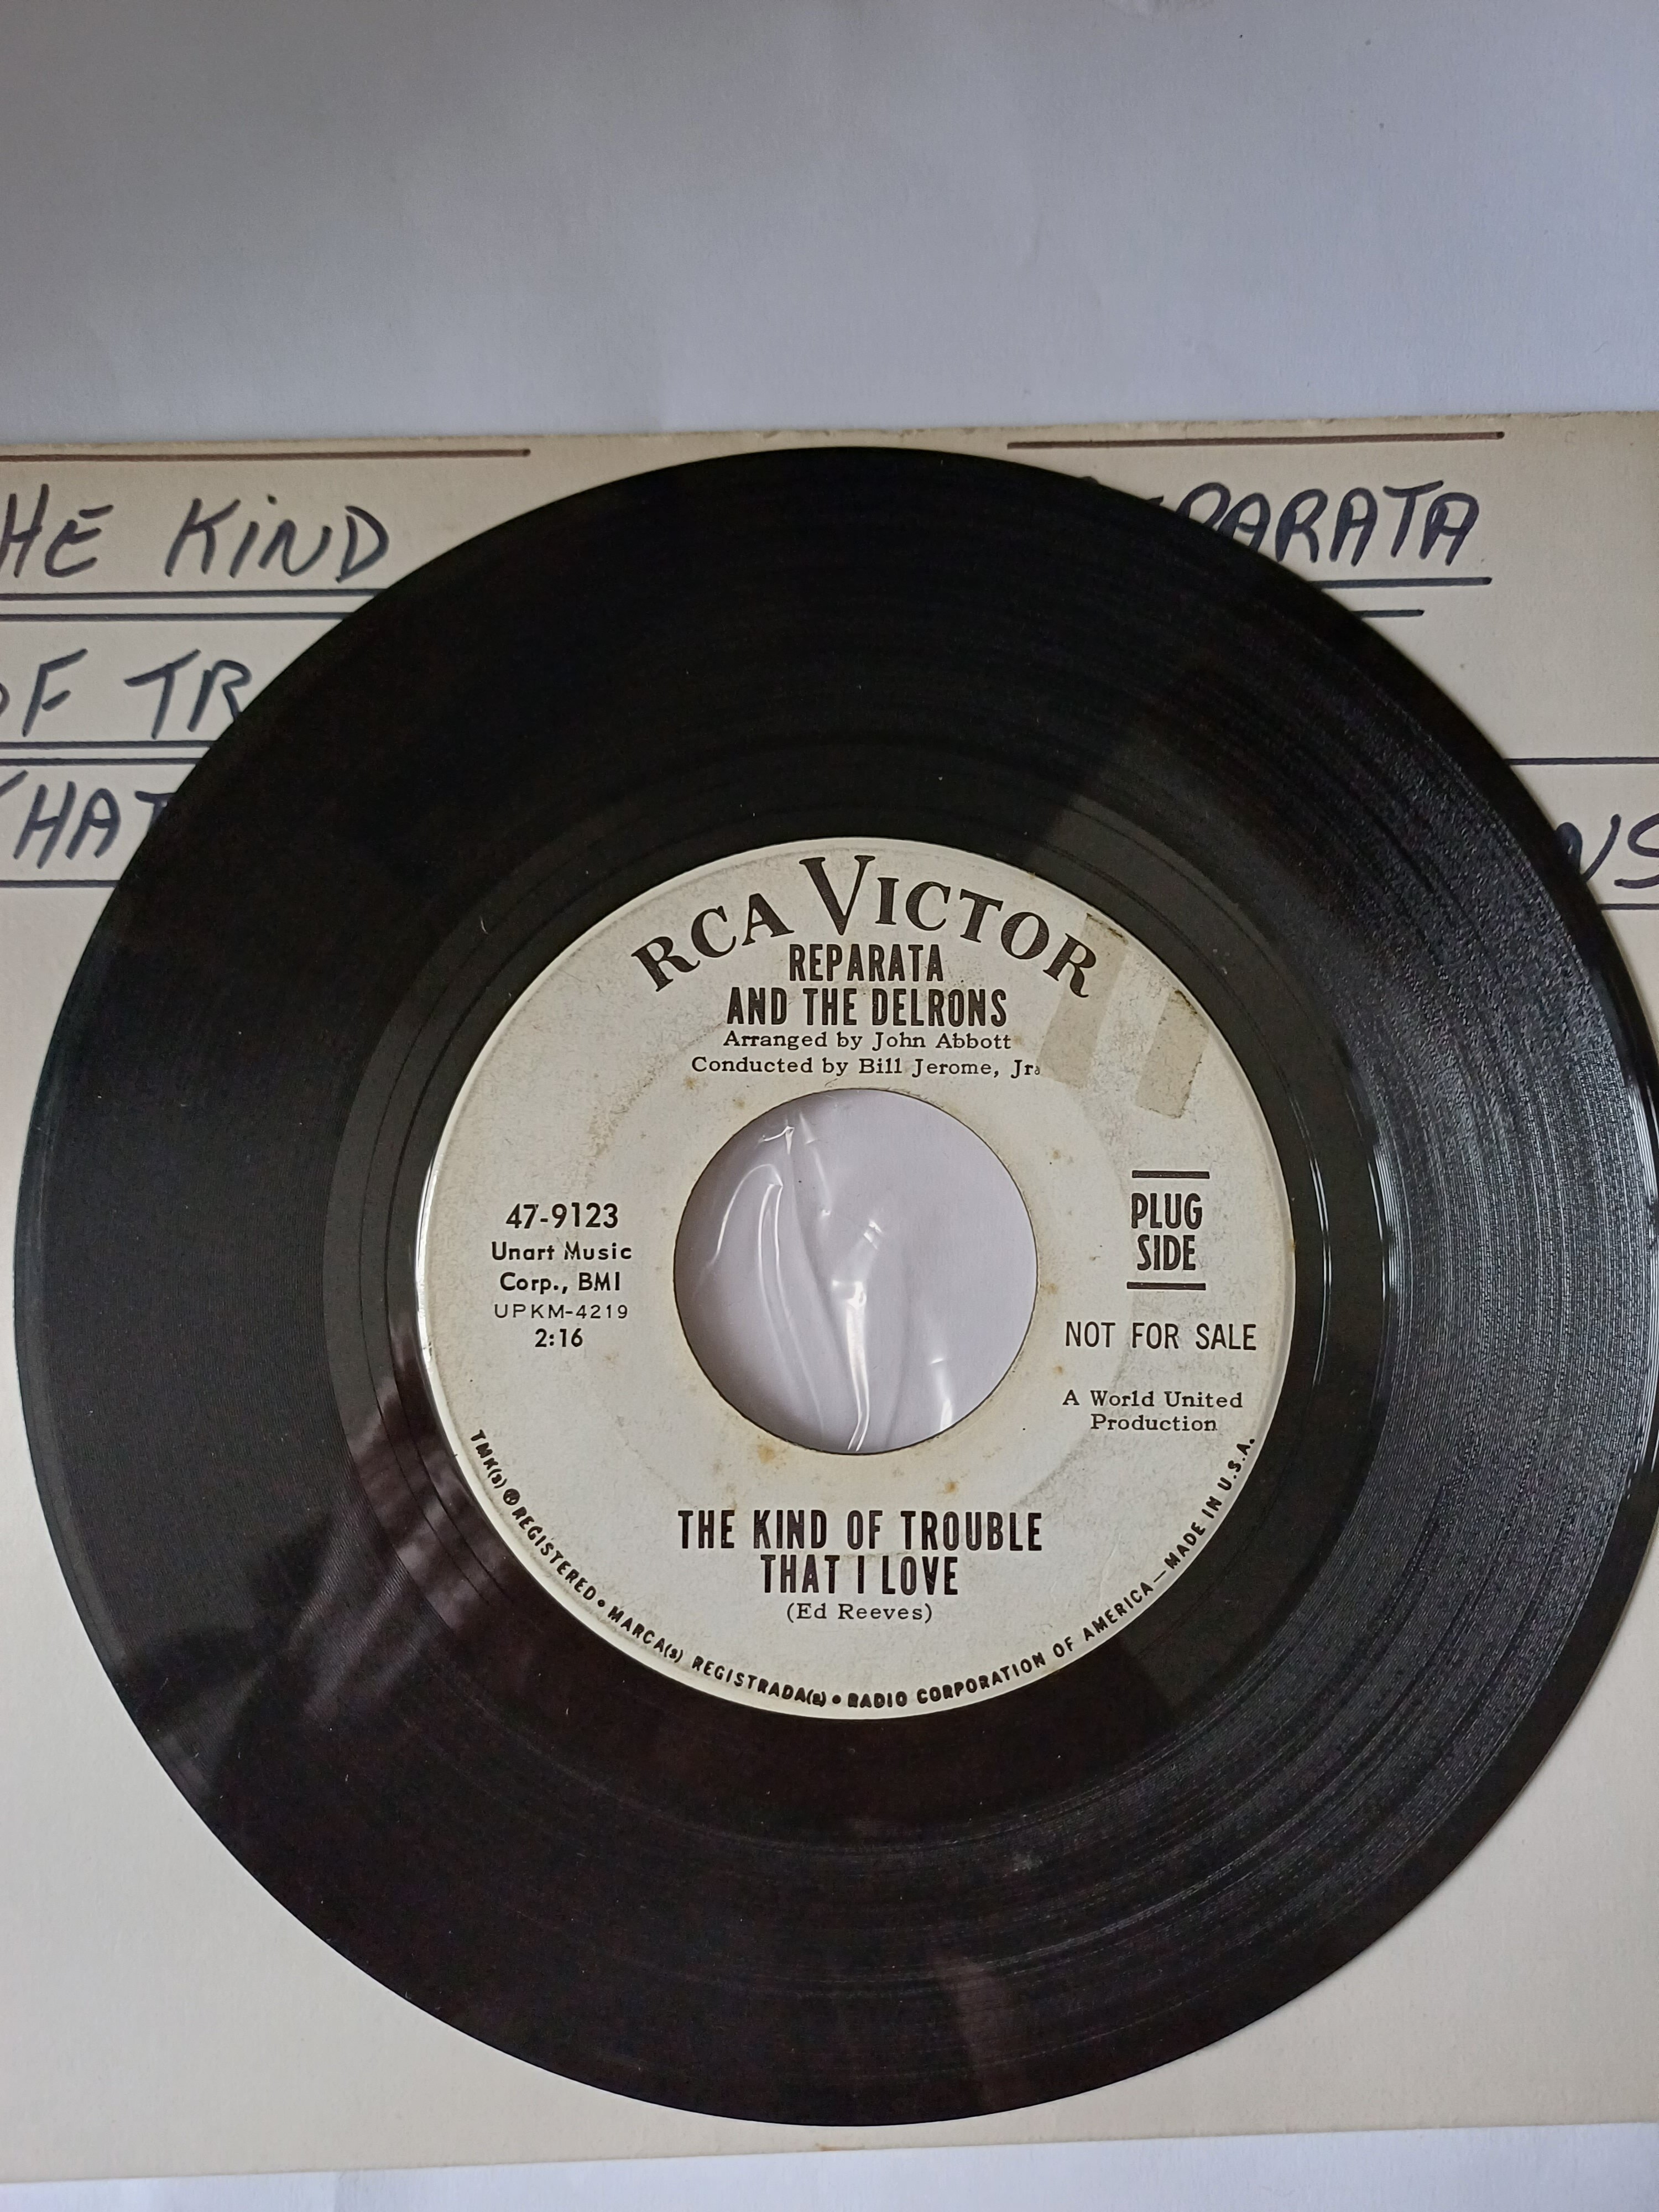 HE KIND
PARATA
OF TR
THAT
NS
RCA VICTOR
REPARATA
AND THE DELRONS
Arranged by John Abbott
Conducted by Bill Jerome, Jr.
47-9123
Unart Music
Corp., BMI
UPKM-4219
2:16
PLUG
SIDE
NOT FOR SALE
A World United
Production
THE KIND OF TROUBLE
THAT I LOVE
(Ed Reeves)
TMK(s) ® REGISTERED • MARCA(s) REGISTRADA(s) • RADIO CORPORATION OF AMERICA — MADE IN U.S.A.